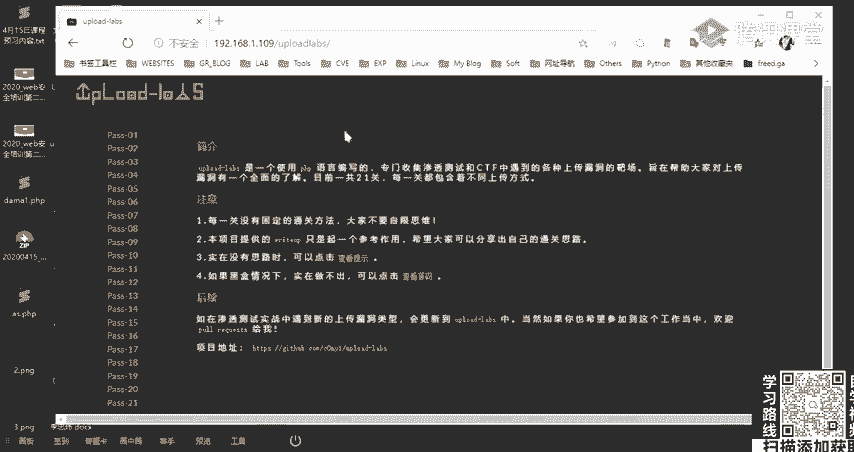 4月15日课程
预习内容.txt
upload-labs
不安全 192.168.1.109/uploadlabs/
腾讯课堂
书签工具栏 WEBSITES GR_BLOG LAB Tools CVE EXP Linux My Blog Soft 网址导航 Others Python 其他收藏夹 freed.ga
UpLoad-labs
2020_web安
全培训第二...
2020_web安
全培训第二...
dama1.php
ZIP
20200415_...
as.php
2.png
3.png
Pass-01
Pass-02
Pass-03
Pass-04
Pass-05
Pass-06
Pass-07
Pass-08
Pass-09
Pass-10
Pass-11
Pass-12
Pass-13
Pass-14
Pass-15
Pass-16
Pass-17
Pass-18
Pass-19
Pass-20
Pass-21
简介
upload-labs 是一个使用 php 语言编写的，专门收集渗透测试和CTF中遇到的各种上传漏洞的靶场。旨在帮助大家对上传
漏洞有一个全面的了解。目前一共21关，每一关都包含着不同上传方式。
注意
1.每一关没有固定的通关方法，大家不要自限思维！
2.本项目提供的 writeup 只是起一个参考作用，希望大家可以分享出自己的通关思路。
3.实在没有思路时，可以点击 查看提示 。
4.如果黑盒情况下，实在做不出，可以点击 查看源码 。
后续
如在渗透测试实战中遇到新的上传漏洞类型，会更新到 upload-labs 中。当然如果你也希望参加到这个工作当中，欢迎
pull requests 给我！
项目地址： https://github.com/c0ny1/upload-labs
画板 签到 答题卡 画中画 举手 预览 工具
学习路线
自学视频
扫描添加获取